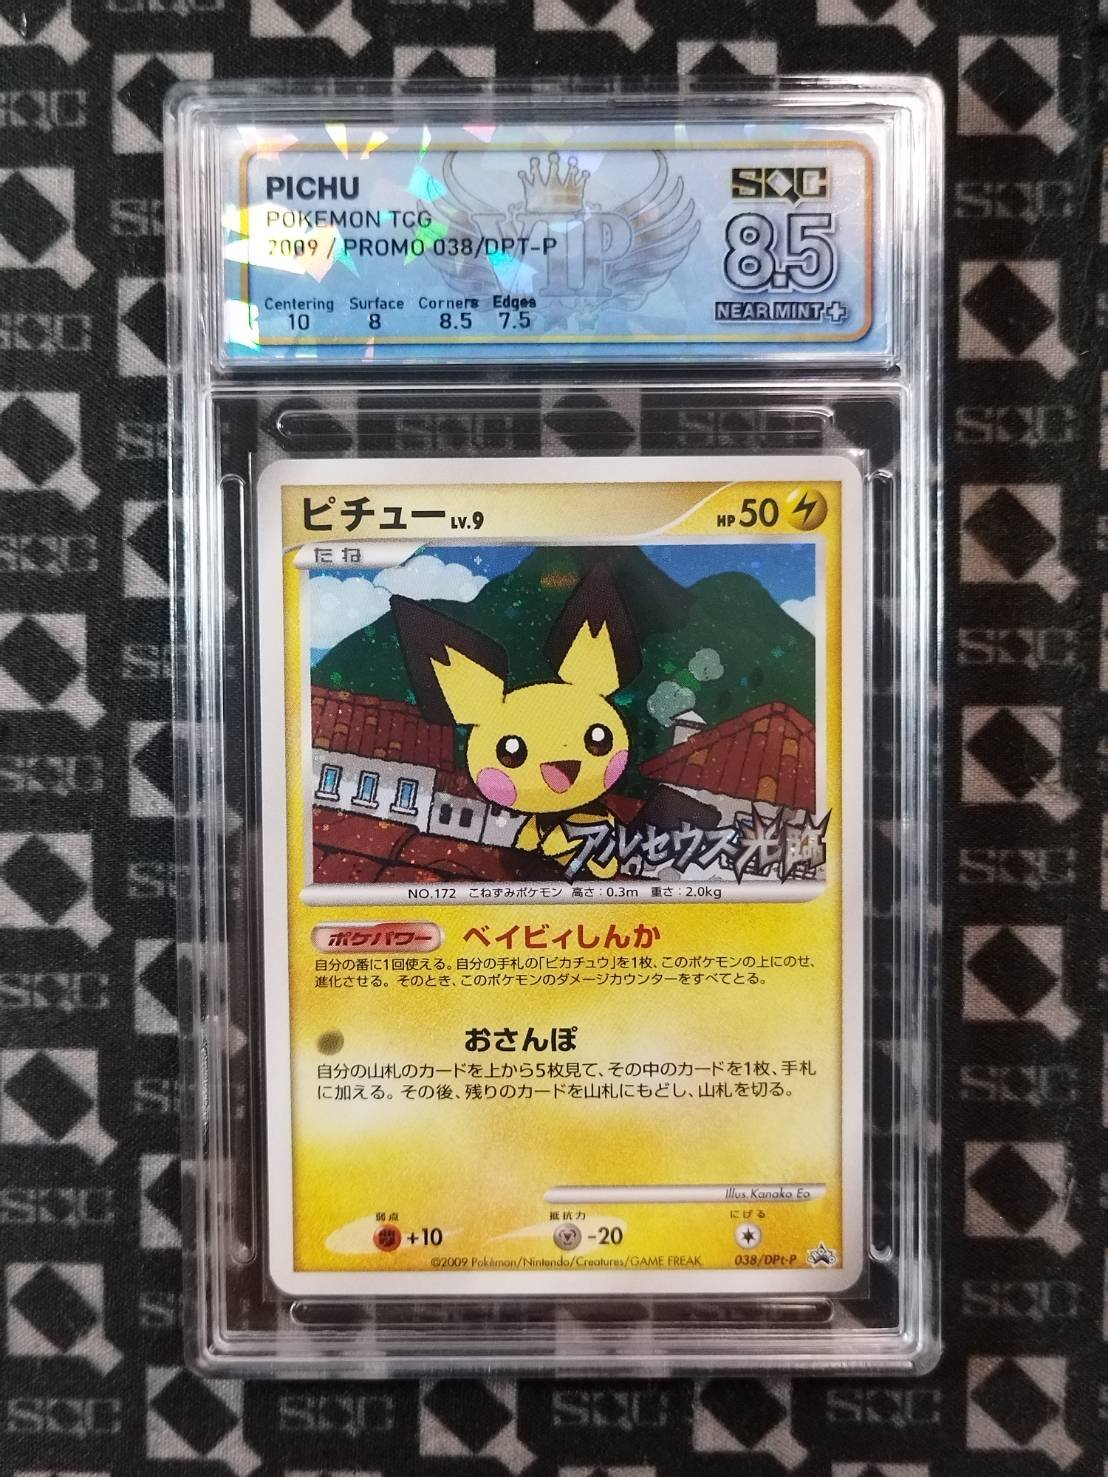 PICHU
POKEMON TCG
2009 / PROMO 038/DPT-P
VIP
SQC
8.5
NEAR MINT+
Centering Surface Corners Edges
10 8 8.5 7.5
ピチュー LV.9
HP 50
たね
アルセウス光臨
NO.172 こねずみポケモン 高さ:0.3m 重さ:2.0kg
ポケパワー ベイビィしんか
自分の番に1回使える。自分の手札の「ピカチュウ」を1枚、このポケモンの上にのせ、
進化させる。そのとき、このポケモンのダメージカウンターをすべてとる。
おさんぽ
自分の山札のカードを上から5枚見て、その中のカードを1枚、手札
に加える。その後、残りのカードを山札にもどし、山札を切る。
Illus. Kanako Eo
弱点 抵抗力 にげる
+10 -20
©2009 Pokémon/Nintendo/Creatures/GAME FREAK 038/DPt-P